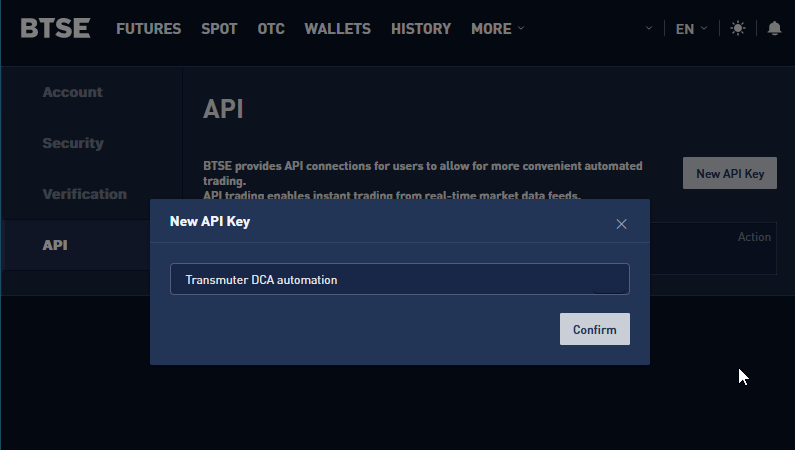 BTSE FUTURES SPOT OTC WALLETS HISTORY MORE EN
Account
API
Security
BTSE provides API connections for users to allow for more convenient automated
trading.
New API Key
API trading enables instant trading from real-time market data feeds.
Verification
New API Key
Action
API
Transmuter DCA automation
Confirm